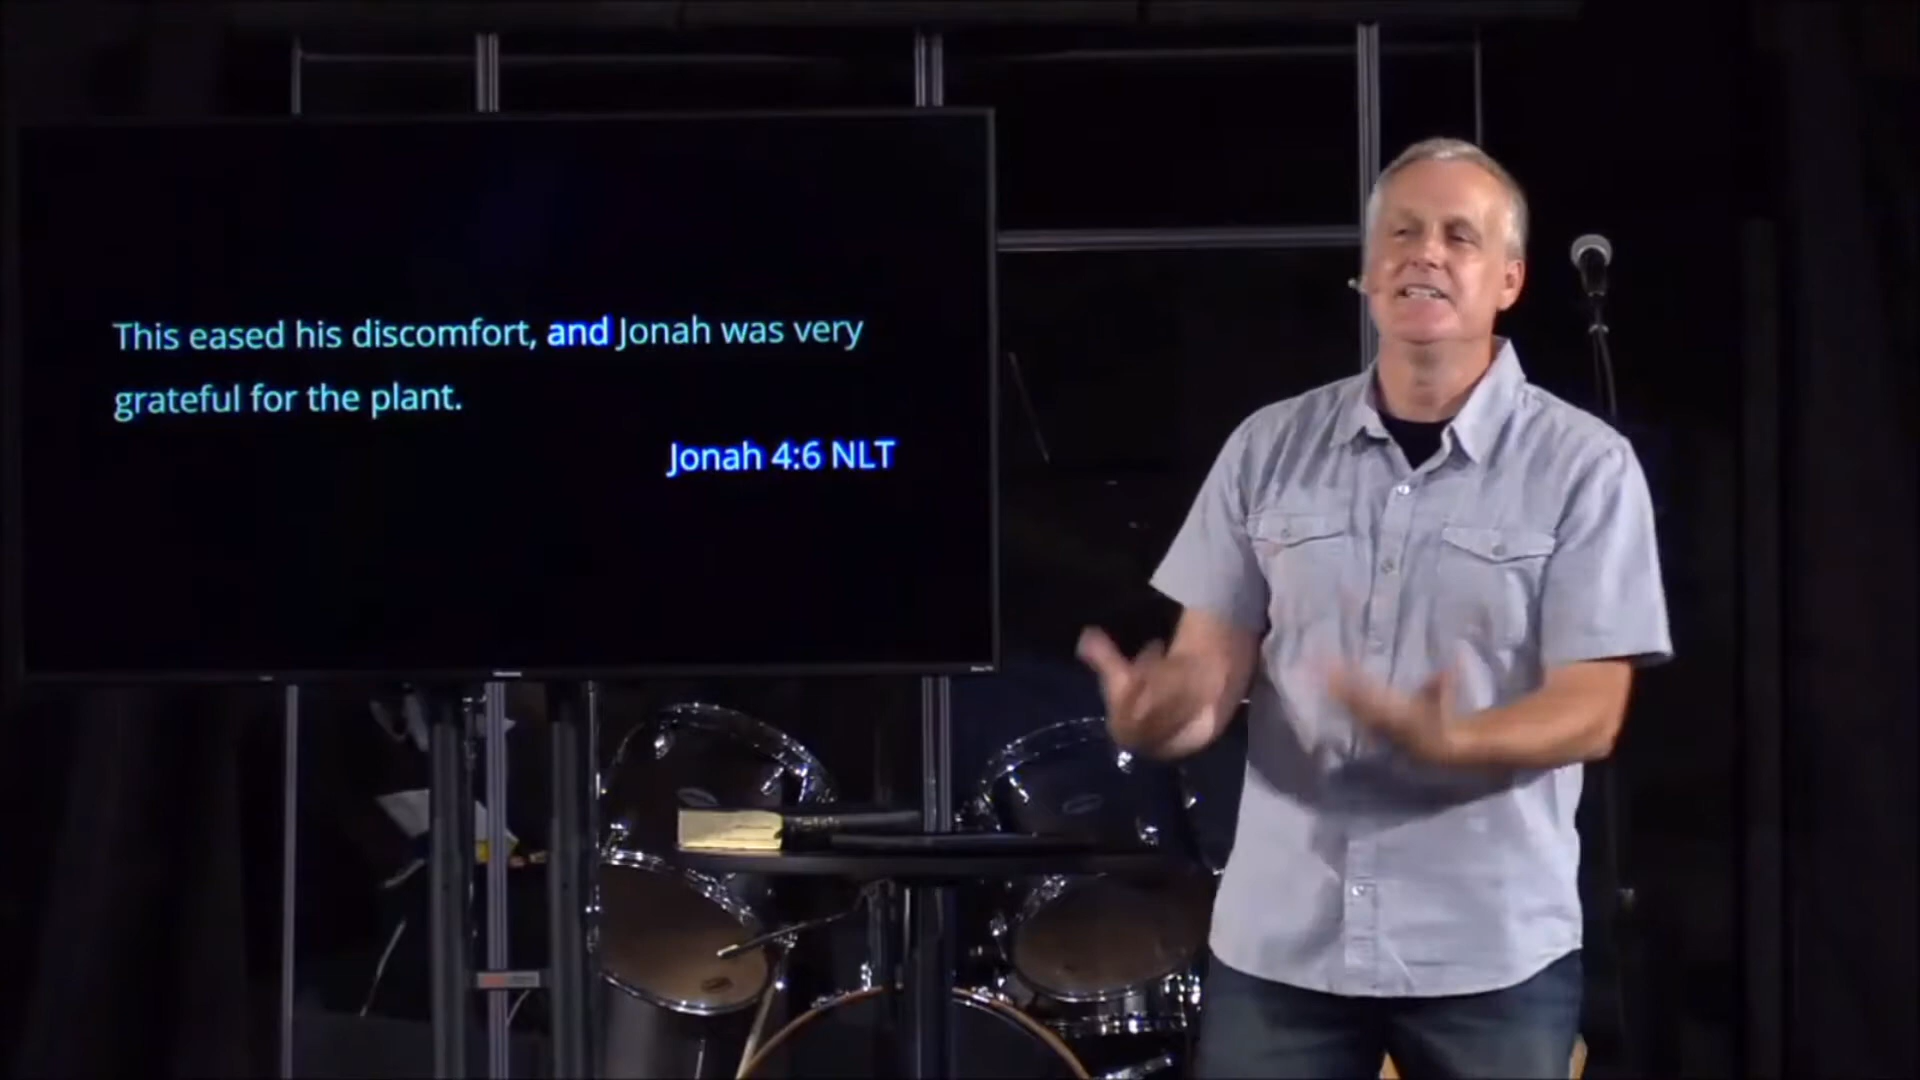 This eased his discomfort, and Jonah was very
grateful for the plant.
Jonah 4:6 NLT